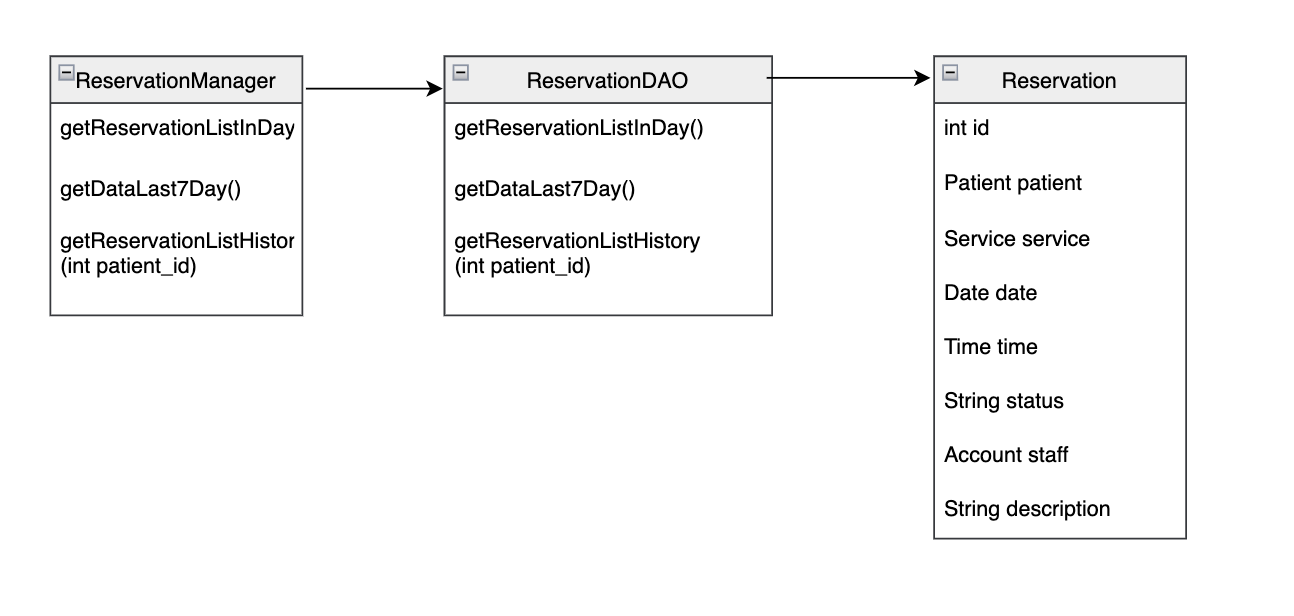 ReservationManager
getReservationListInDay
getDataLast7Day()
getReservationListHistor
(int patient_id)
ReservationDAO
getReservationListInDay()
getDataLast7Day()
getReservationListHistory
(int patient_id)
Reservation
int id
Patient patient
Service service
Date date
Time time
String status
Account staff
String description